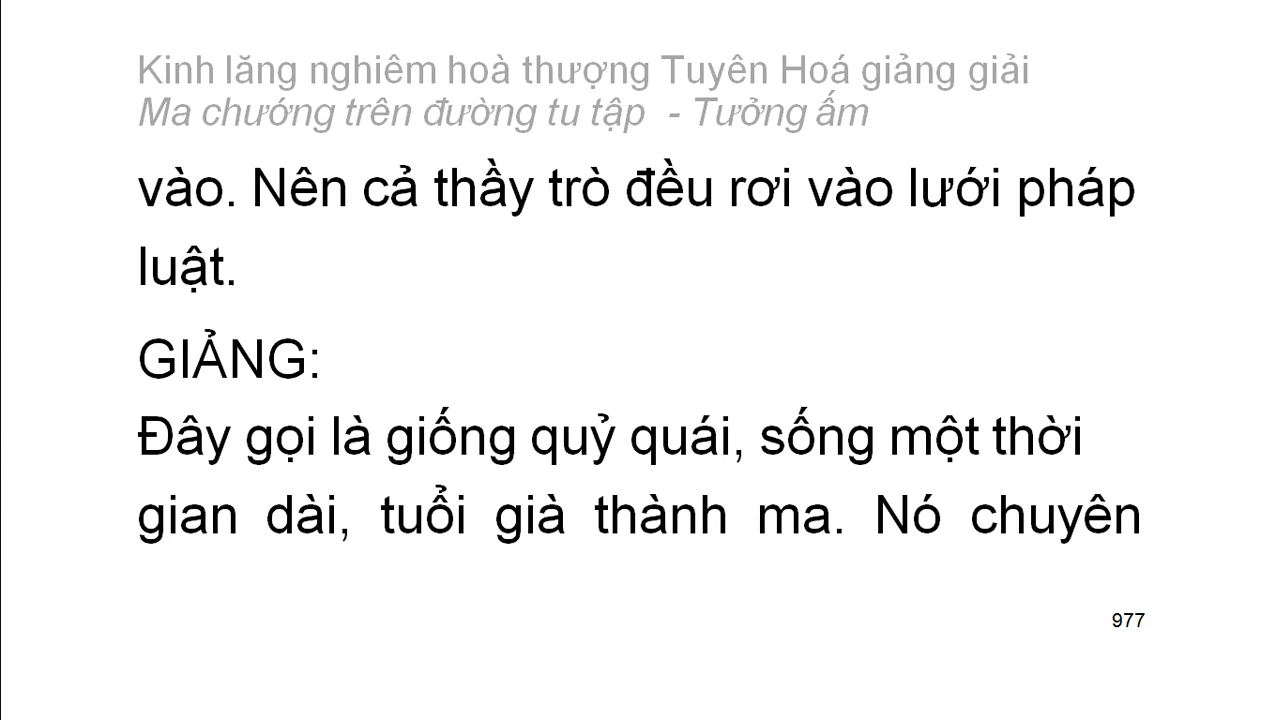 Kinh lăng nghiêm hoà thượng Tuyên Hoá giảng giải
Ma chướng trên đường tu tập - Tưởng ấm
vào. Nên cả thầy trò đều rơi vào lưới pháp
luật.
GIẢNG:
Đây gọi là giống quỷ quái, sống một thời
gian dài, tuổi già thành ma. Nó chuyên
977